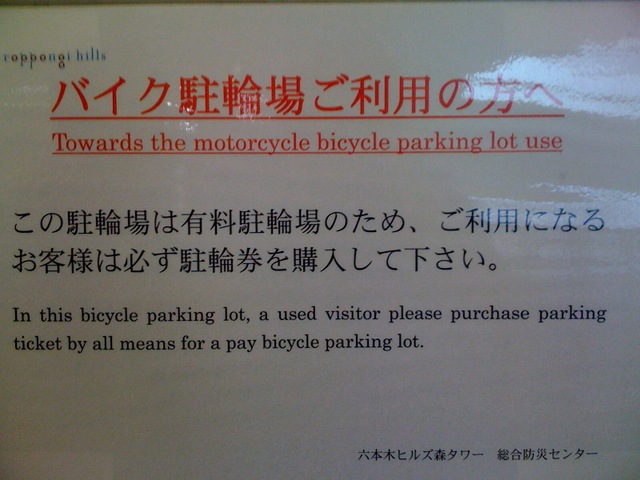 roppongi hills
バイク駐輪場ご利用の方へ
Towards the motorcycle bicycle parking lot use
この駐輪場は有料駐輪場のため、ご利用になる
お客様は必ず駐輪券を購入して下さい。
In this bicycle parking lot, a used visitor please purchase parking
ticket by all means for a pay bicycle parking lot.
六本木ヒルズ森タワー　総合防災センター